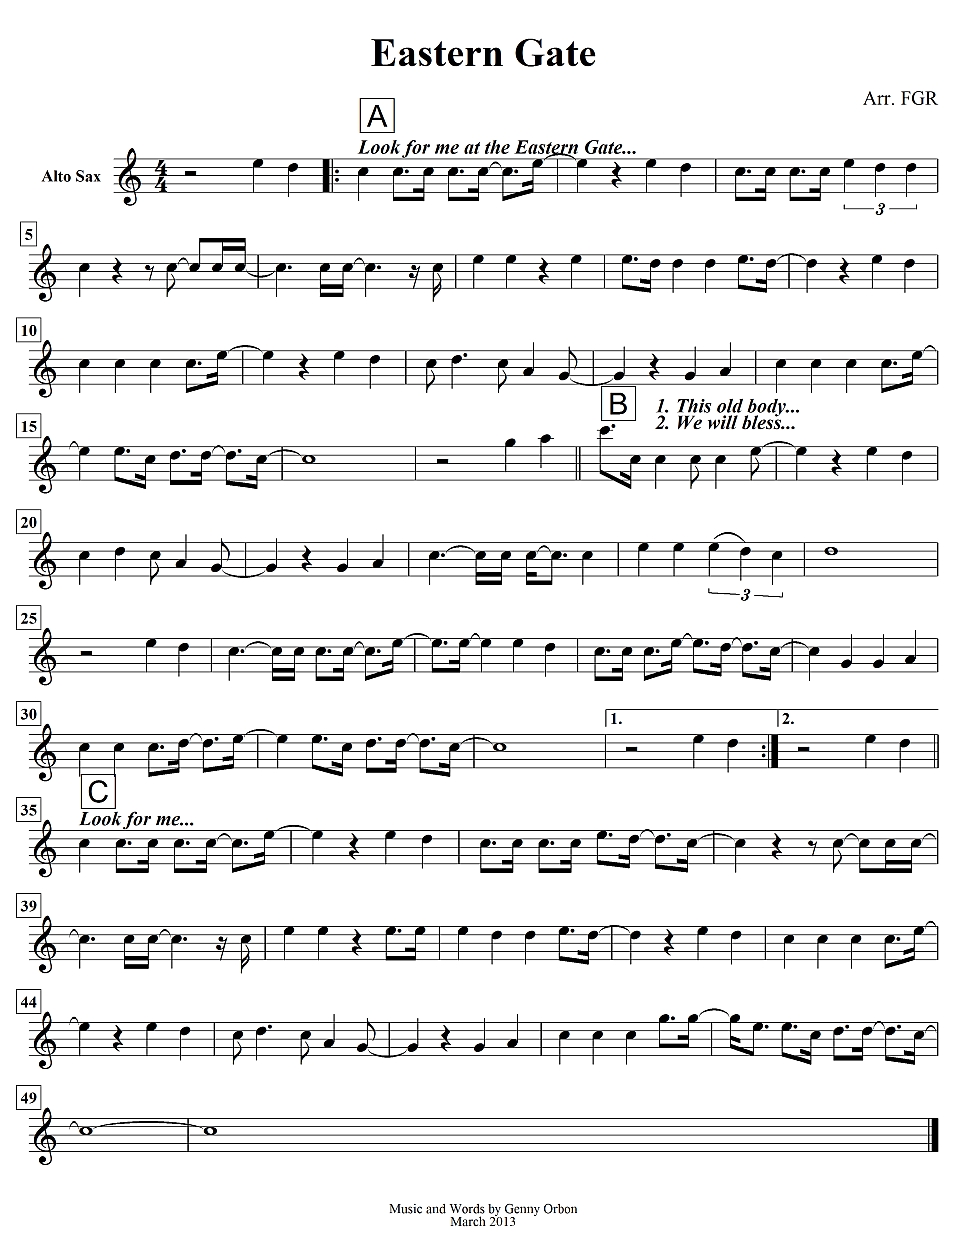 Eastern Gate
Arr. FGR
A
Look for me at the Eastern Gate...
Alto Sax
4
4
3
5
10
B
1. This old body...
2. We will bless...
15
20
3
25
30
1.
2.
C
Look for me...
35
39
44
49
Music and Words by Genny Orbon
March 2013